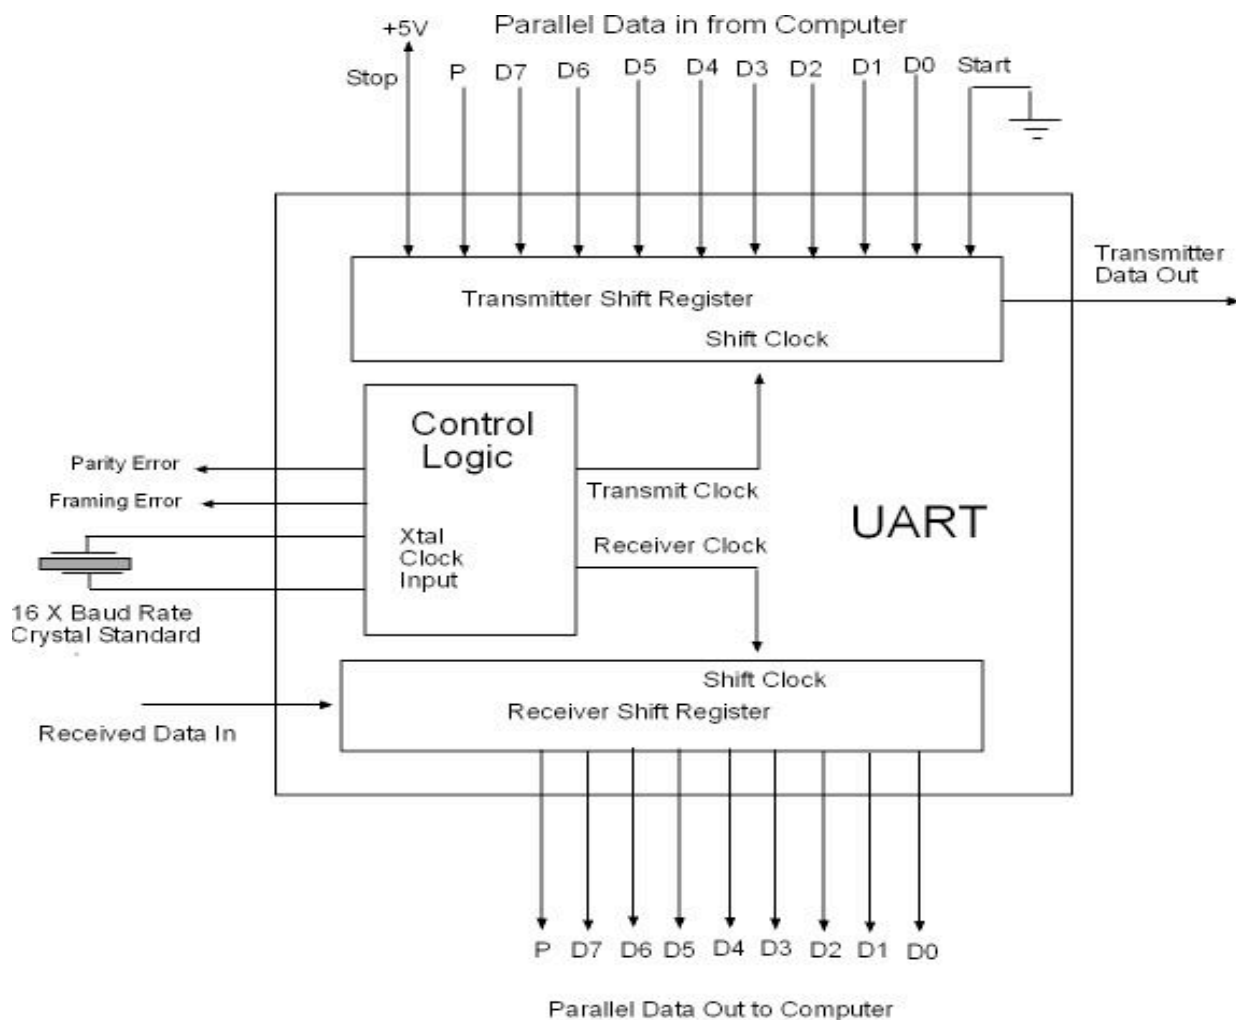 Parallel Data in from Computer
+5V
Stop
P D7 D6 D5 D4 D3 D2 D1 D0 Start
Transmitter
Data Out
Transmitter Shift Register
Shift Clock
Control
Logic
Parity Error
Framing Error
Transmit Clock
UART
Xtal
Clock
Input
Receiver Clock
16 X Baud Rate
Crystal Standard
Shift Clock
Receiver Shift Register
Received Data In
P D7 D6 D5 D4 D3 D2 D1 D0
Parallel Data Out to Computer